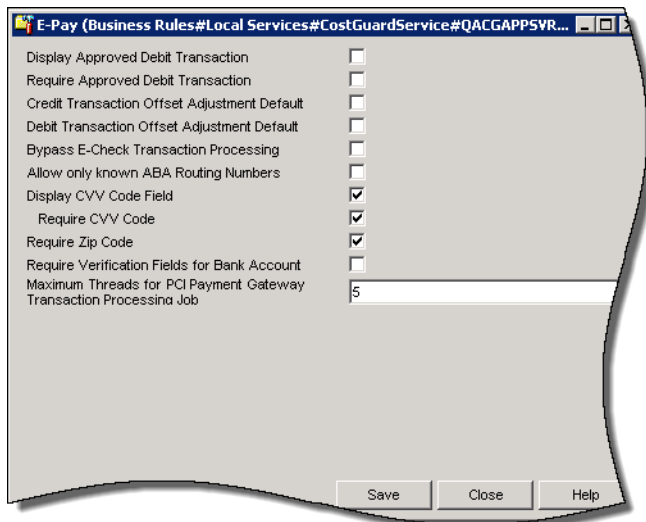 E-Pay (Business Rules#Local Services#CostGuardService#QACGAPPSVR...
Display Approved Debit Transaction
Require Approved Debit Transaction
Credit Transaction Offset Adjustment Default
Debit Transaction Offset Adjustment Default
Bypass E-Check Transaction Processing
Allow only known ABA Routing Numbers
Display CVV Code Field
Require CVV Code
Require Zip Code
Require Verification Fields for Bank Account
Maximum Threads for PCI Payment Gateway
Transaction Processing Job
5
Save Close Help